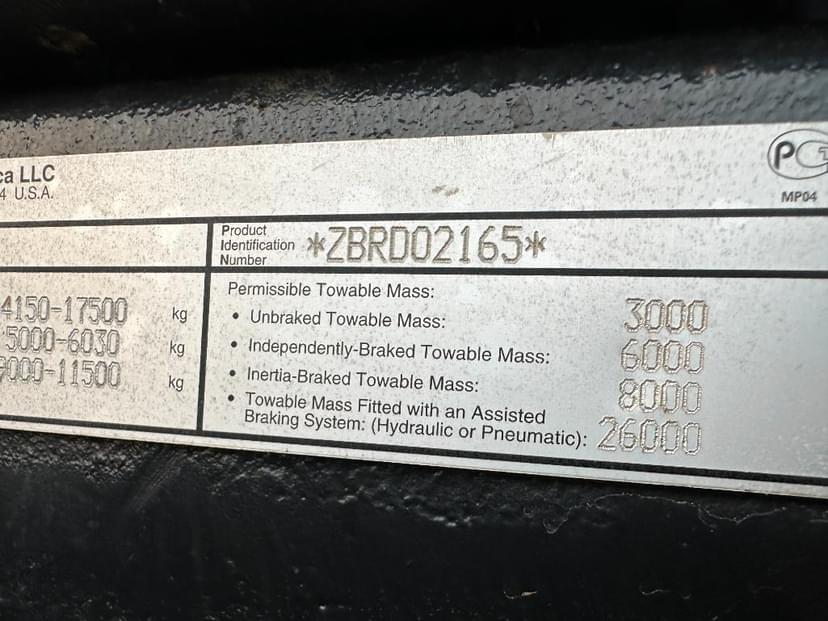 ca LLC
4 U.S.A.
PCT
MP04
Product
Identification
Number
*ZBRD02165*
4150-17500 kg
5000-6030 kg
9000-11500 kg
Permissible Towable Mass:
• Unbraked Towable Mass: 3000
• Independently-Braked Towable Mass: 6000
• Inertia-Braked Towable Mass: 8000
• Towable Mass Fitted with an Assisted
Braking System: (Hydraulic or Pneumatic): 26000